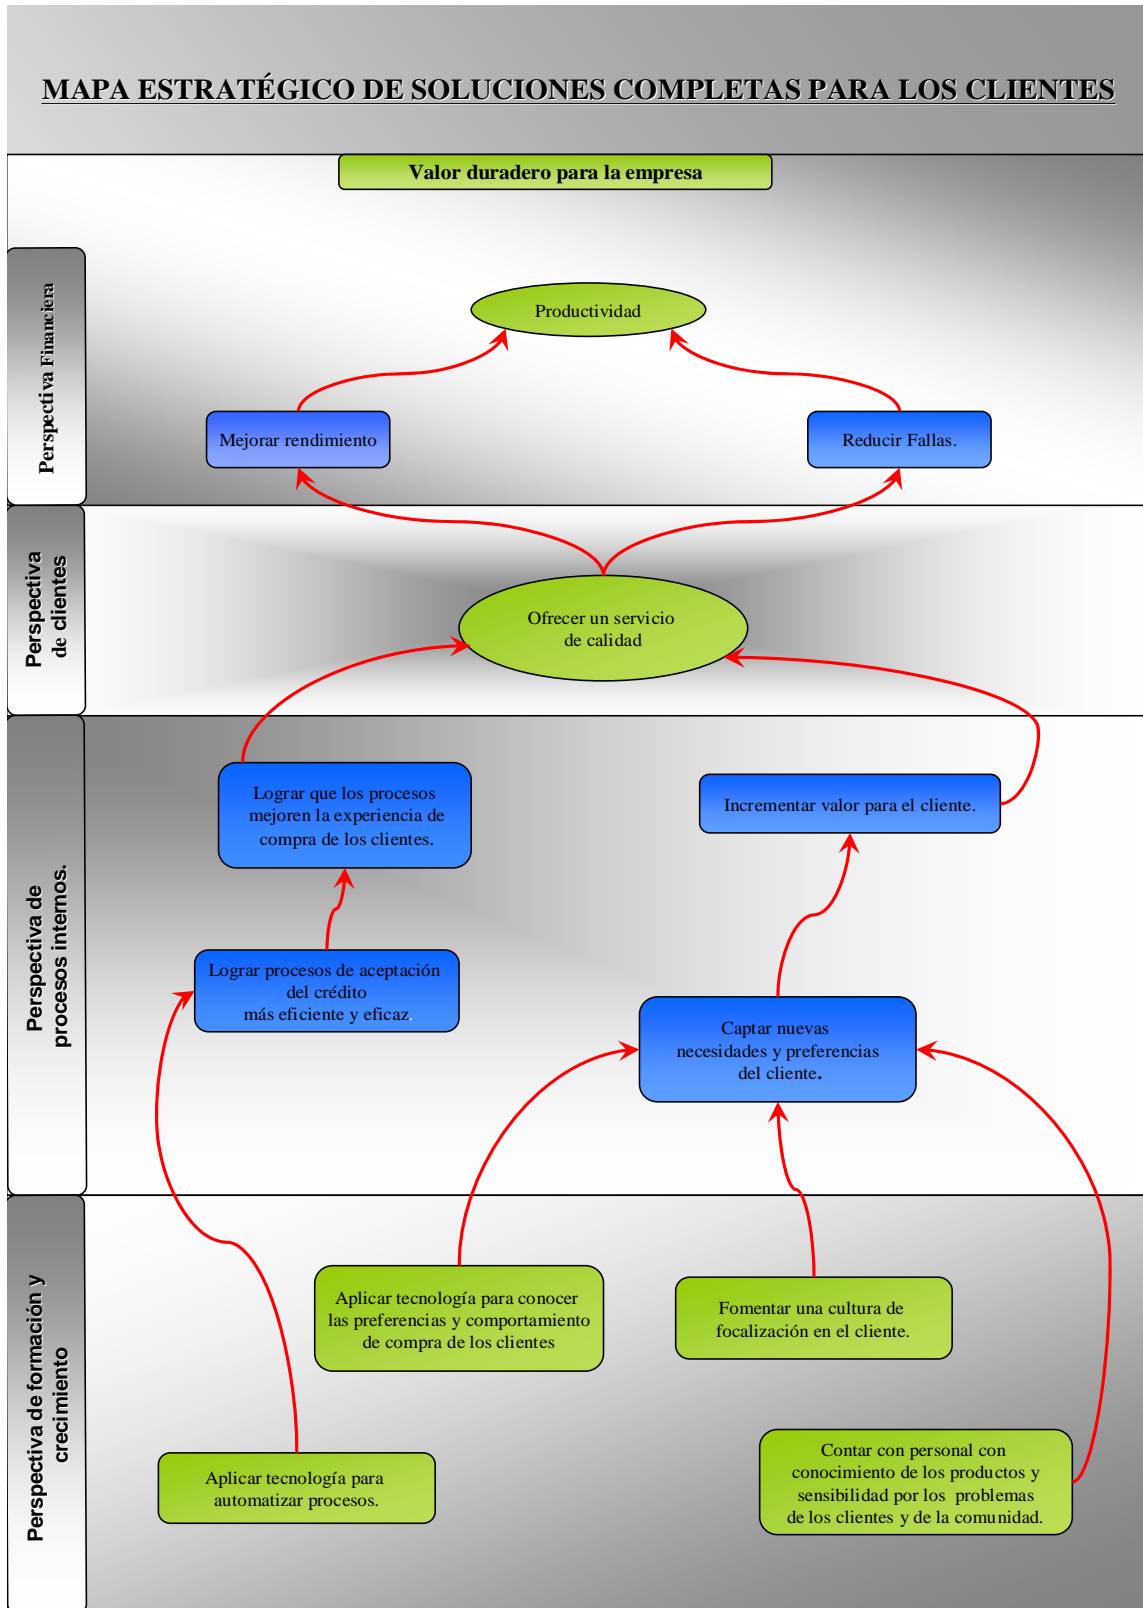 MAPA ESTRATÉGICO DE SOLUCIONES COMPLETAS PARA LOS CLIENTES
Valor duradero para la empresa
Perspectiva Financiera
Productividad
Mejorar rendimiento
Reducir Fallas.
Perspectiva
de clientes
Ofrecer un servicio
de calidad
Perspectiva de
procesos internos.
Lograr que los procesos
mejoren la experiencia de
compra de los clientes.
Incrementar valor para el cliente.
Lograr procesos de aceptación
del crédito
más eficiente y eficaz.
Captar nuevas
necesidades y preferencias
del cliente.
Perspectiva de formación y
crecimiento
Aplicar tecnología para conocer
las preferencias y comportamiento
de compra de los clientes
Fomentar una cultura de
focalización en el cliente.
Aplicar tecnología para
automatizar procesos.
Contar con personal con
conocimiento de los productos y
sensibilidad por los problemas
de los clientes y de la comunidad.